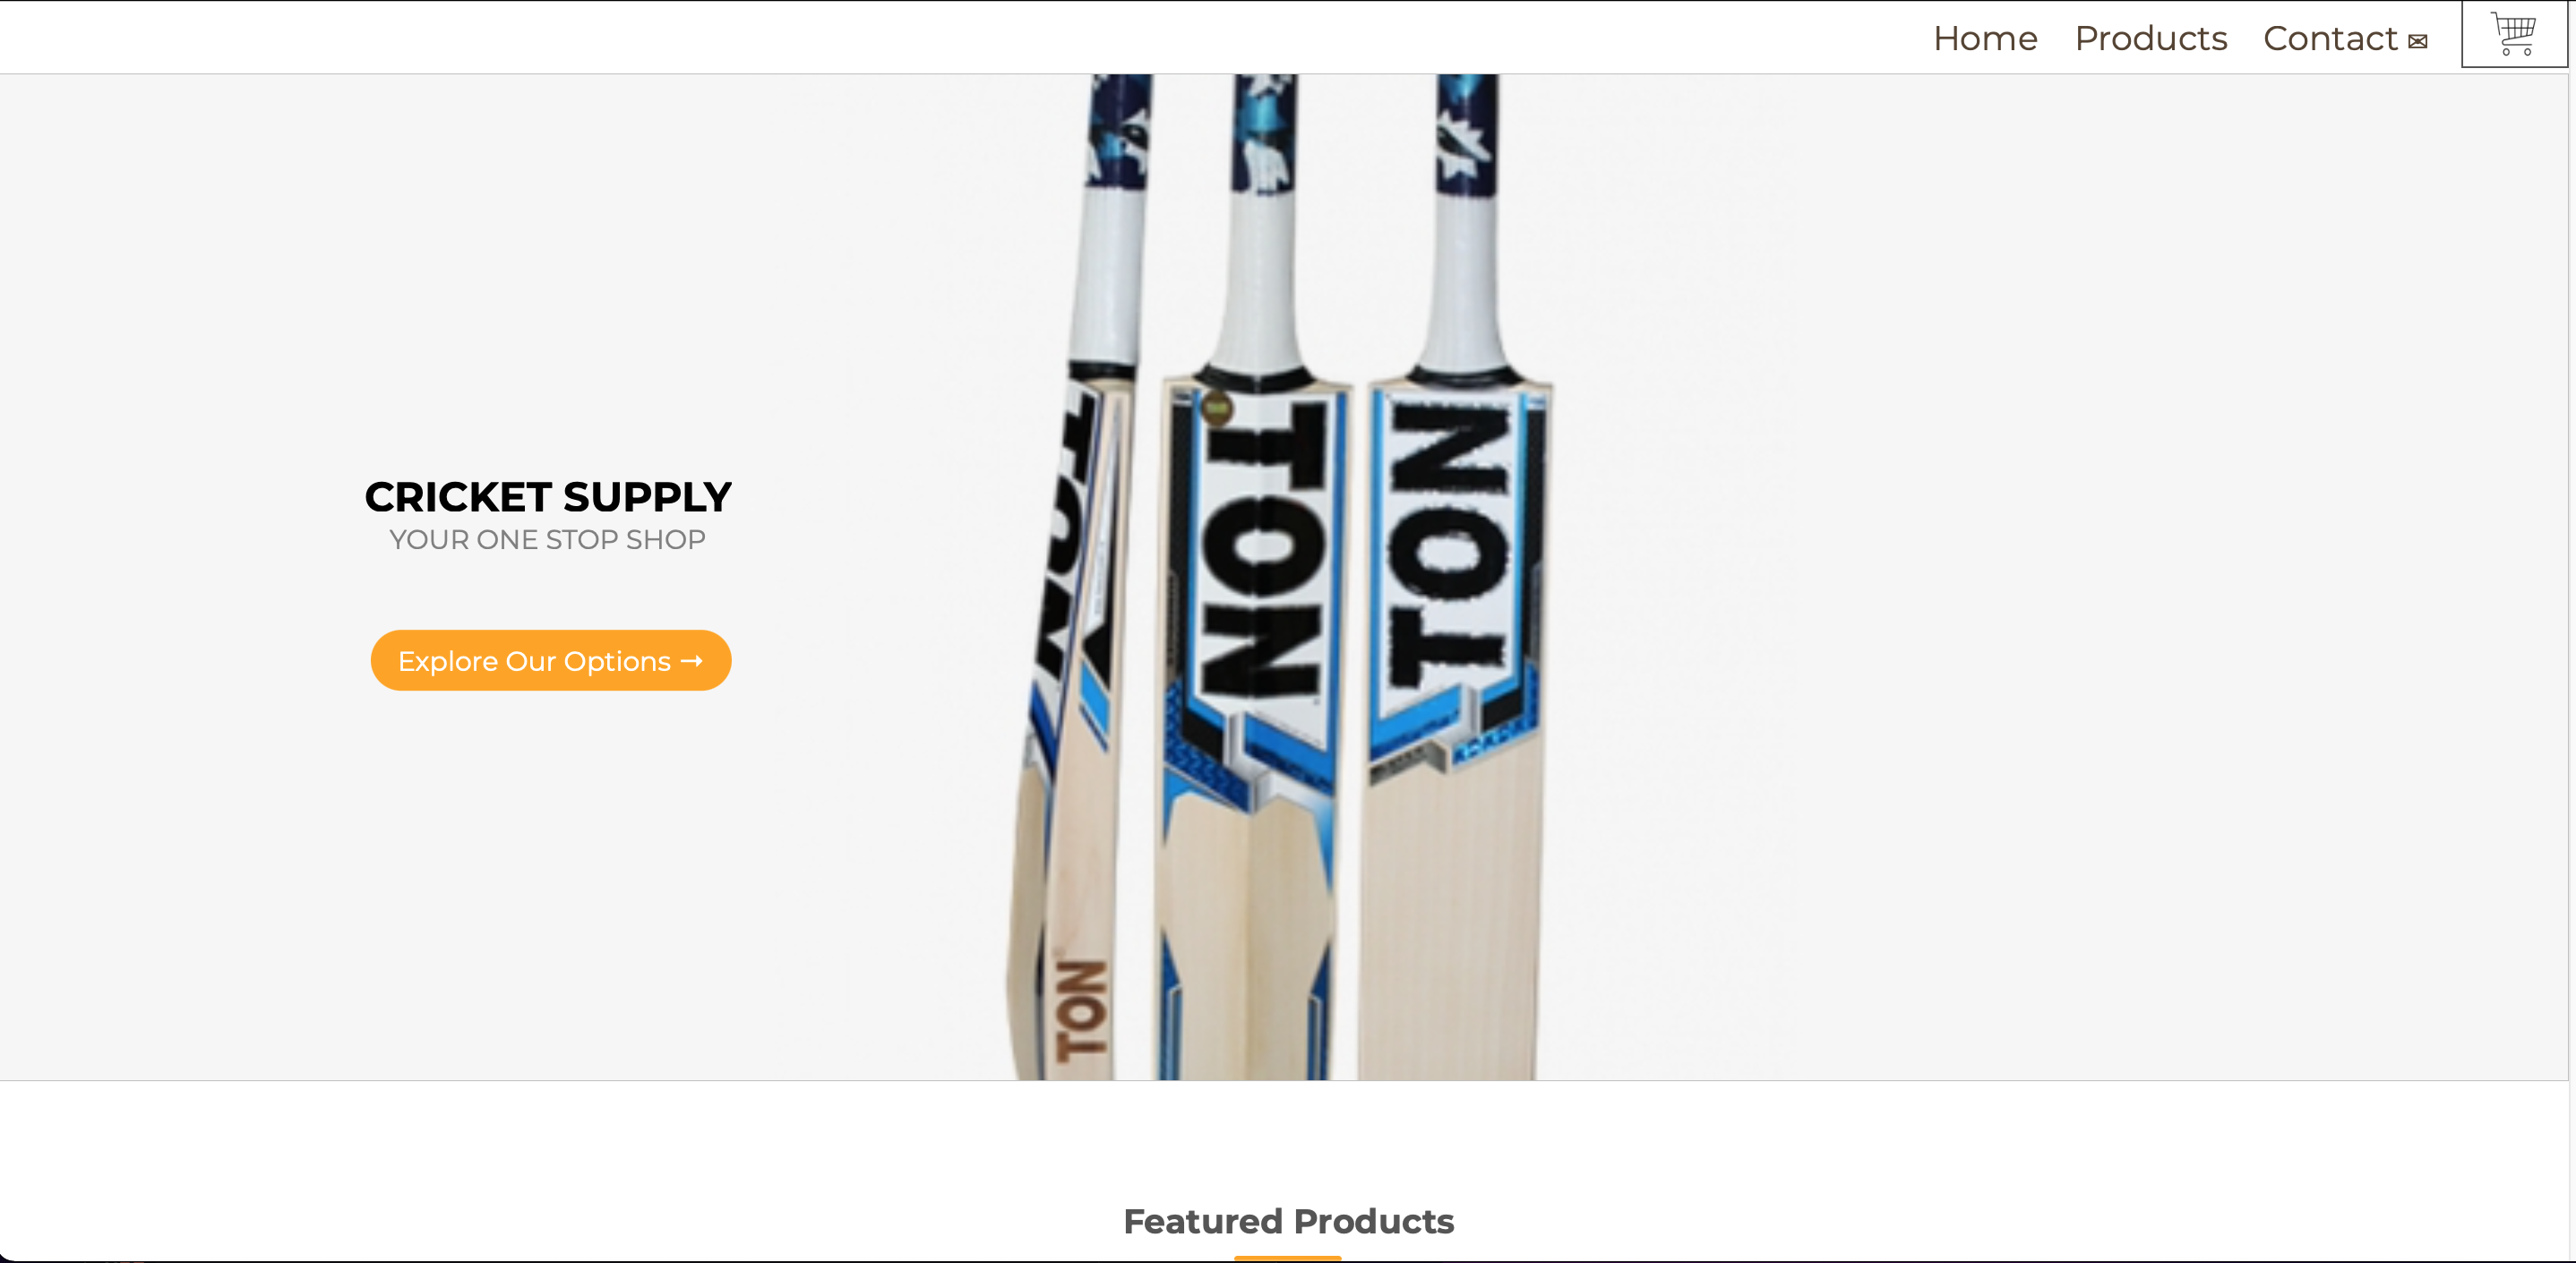 Home Products Contact ✉
CRICKET SUPPLY
YOUR ONE STOP SHOP
Explore Our Options →
TON
TON
TON
TON
Featured Products